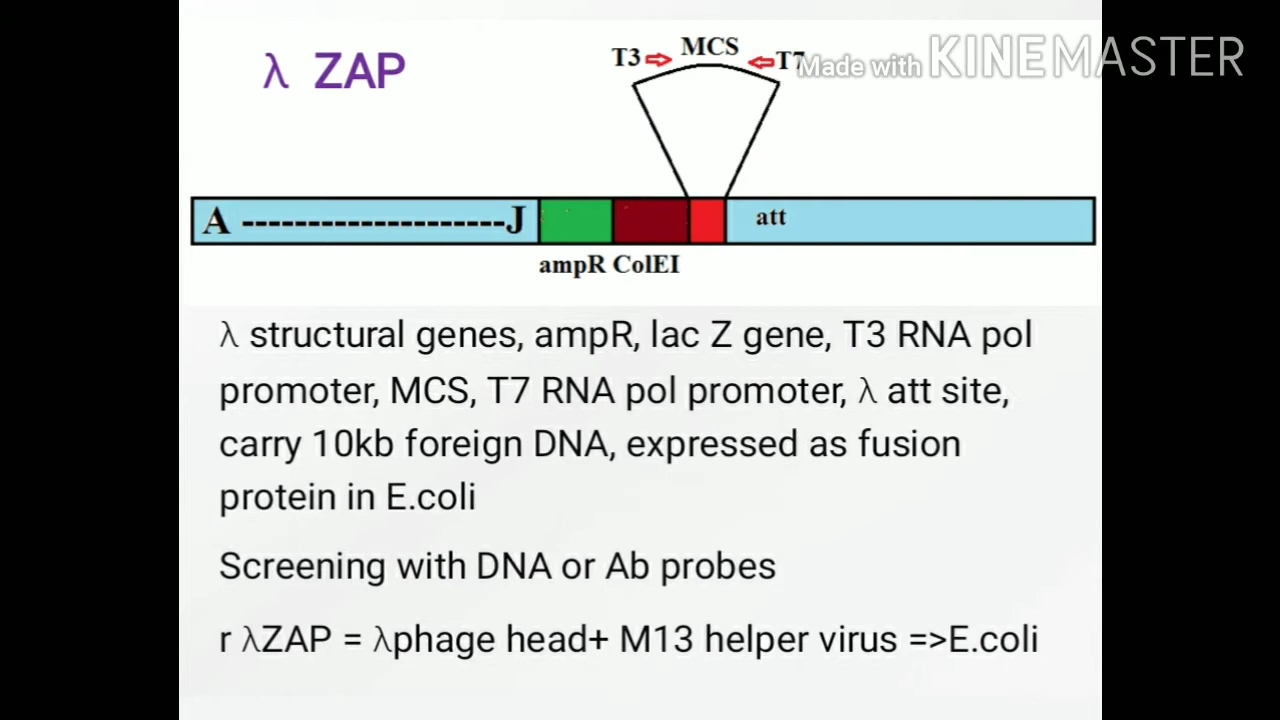 λ ZAP
T3 MCS T7
Made with KINEMASTER
A --------------------J
att
ampR ColEI
λ structural genes, ampR, lac Z gene, T3 RNA pol
promoter, MCS, T7 RNA pol promoter, λ att site,
carry 10kb foreign DNA, expressed as fusion
protein in E.coli
Screening with DNA or Ab probes
r λZAP = λphage head+ M13 helper virus =>E.coli